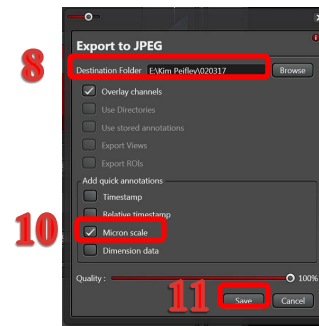 Export to JPEG
8
Destination Folder E:\Kim Peifley\020317 Browse
Overlay channels
Use Directories
Use stored annotations
Export Views
Export ROIs
Add quick annotations
Timestamp
Relative timestamp
10
Micron scale
Dimension data
Quality : 100%
11
Save Cancel